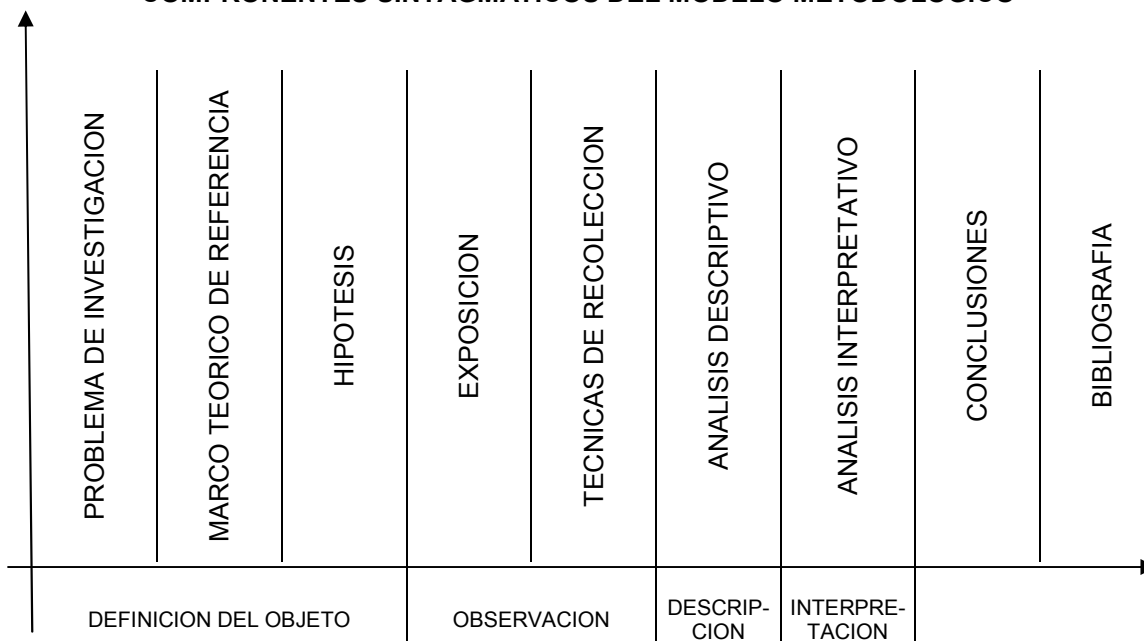 COMPRONENTES SINTAGMATICOS DEL MODELO METODOLOGICO
PROBLEMA DE INVESTIGACION
MARCO TEORICO DE REFERENCIA
HIPOTESIS
EXPOSICION
TECNICAS DE RECOLECCION
ANALISIS DESCRIPTIVO
ANALISIS INTERPRETATIVO
CONCLUSIONES
BIBLIOGRAFIA
DEFINICION DEL OBJETO
OBSERVACION
DESCRIP-
CION
INTERPRE-
TACION